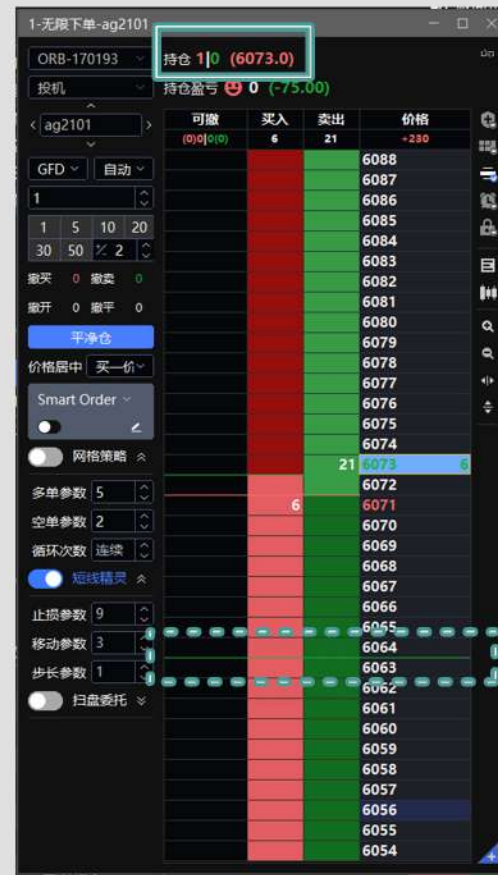 1-无限下单-ag2101
ORB-170193 持仓 1|0 (6073.0)
投机 持仓盈亏 0 (-75.00)
ag2101
可撤 买入 卖出 价格
(0)0|0(0) 6 21 +230
GFD 自动
1
1 5 10 20
30 50 ⁒ 2
撤买 0 撤卖 0
撤开 0 撤平 0
平净仓
价格居中 买一价
Smart Order
网格策略
多单参数 5
空单参数 2
循环次数 连续
短线精灵
止损参数 9
移动参数 3
步长参数 1
扫盘委托
6088
6087
6086
6085
6084
6083
6082
6081
6080
6079
6078
6077
6076
6075
6074
21 6073 6
6072
6 6071
6070
6069
6068
6067
6066
6065
6064
6063
6062
6061
6060
6059
6058
6057
6056
6055
6054